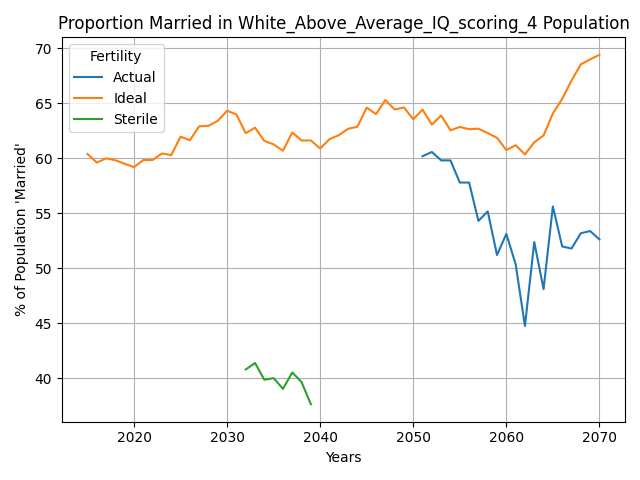 Proportion Married in White_Above_Average_IQ_scoring_4 Population
% of Population 'Married'
70
65
60
55
50
45
40
Fertility
Actual
Ideal
Sterile
2020 2030 2040 2050 2060 2070
Years